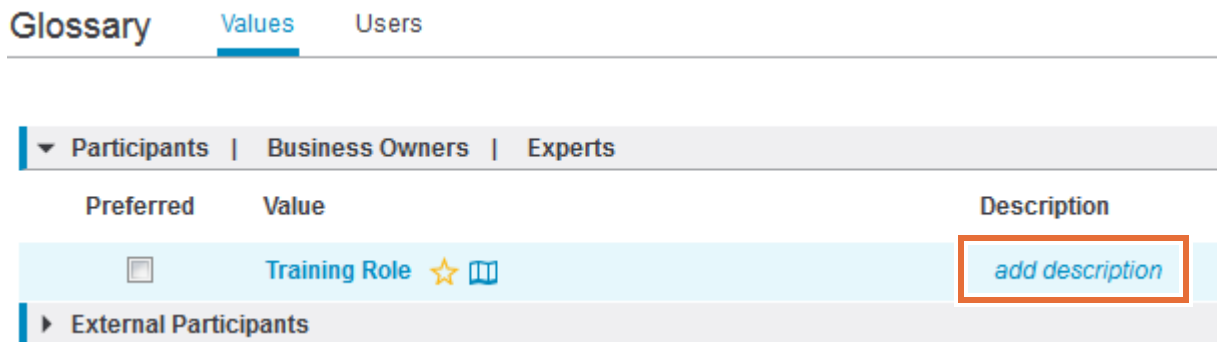 Glossary Values Users
Participants | Business Owners | Experts
Preferred Value Description
Training Role add description
External Participants